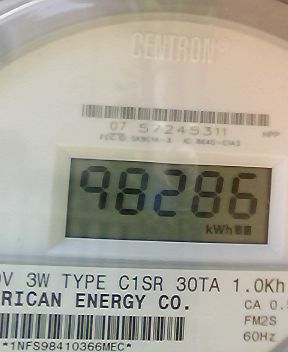 CENTRON®
07 57245311
HPP
98286
kWh
V 3W TYPE C1SR 30TA 1.0Kh
RICAN ENERGY CO.
CA 0.
FM2S
60Hz
*1NFS98410366MEC*